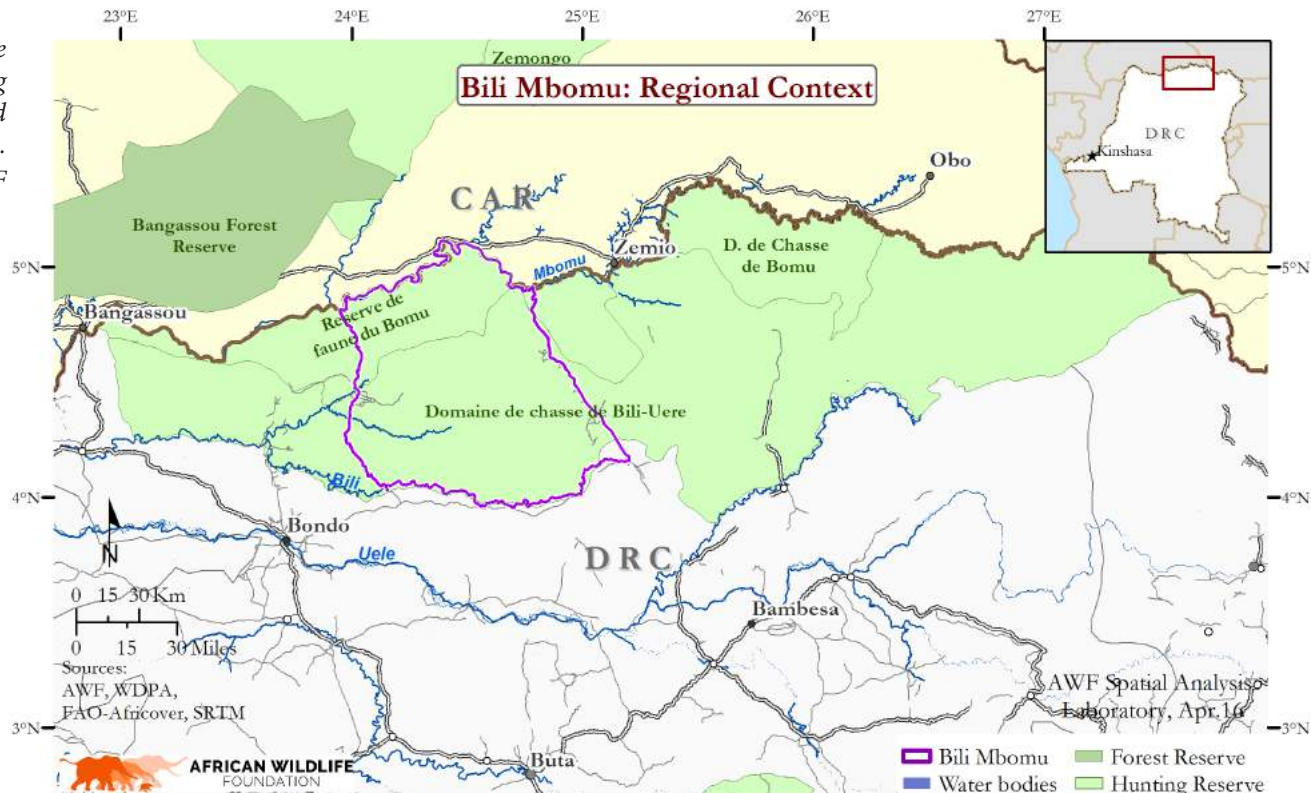 23°E
24°E
25°E
26°E
27°E
e
g
d
.
F
Zemongo
Bili Mbomu: Regional Context
DRC
Kinshasa
Obo
CAR
Bangassou Forest
Reserve
D. de Chasse
de Bomu
Zemio
Mbomu
5°N
5°N
Bangassou
Reserve de
faune du Bomu
Domaine de chasse de Bili-Uere
Bili
4°N
4°N
N
Bondo
Uele
DRC
0 15 30 Km
Bambesa
0 15 30 Miles
Sources:
AWF, WDPA,
FAO-Africover, SRTM
AWF Spatial Analysis
Laboratory, Apr.16
3°N
3°N
AFRICAN WILDLIFE
FOUNDATION
Buta
Bili Mbomu
Forest Reserve
Water bodies
Hunting Reserve